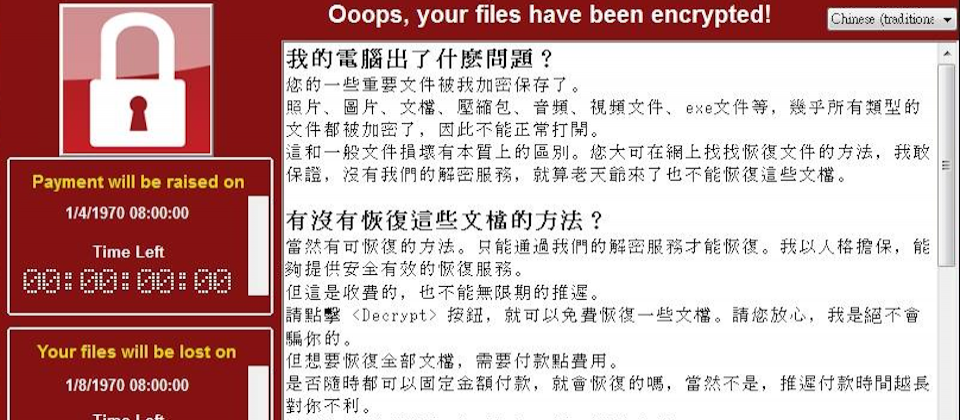 Ooops, your files have been encrypted!
Chinese (traditiona
Payment will be raised on
1/4/1970 08:00:00
Time Left
00:00:00:00
Your files will be lost on
1/8/1970 08:00:00
Time Left
我的電腦出了什麽問題？
您的一些重要文件被我加密保存了。
照片、圖片、文檔、壓縮包、音頻、視頻文件、exe文件等，幾乎所有類型的
文件都被加密了，因此不能正常打開。
這和一般文件損壞有本質上的區別。您大可在網上找找恢復文件的方法，我敢
保證，沒有我們的解密服務，就算老天爺來了也不能恢復這些文檔。
有沒有恢復這些文檔的方法？
當然有可恢復的方法。只能通過我們的解密服務才能恢復。我以人格擔保，能
夠提供安全有效的恢復服務。
但這是收費的，也不能無限期的推遲。
請點擊 <Decrypt> 按鈕，就可以免費恢復一些文檔。請您放心，我是絕不會
騙你的。
但想要恢復全部文檔，需要付款點費用。
是否隨時都可以固定金額付款，就會恢復的嗎，當然不是，推遲付款時間越長
對你不利。